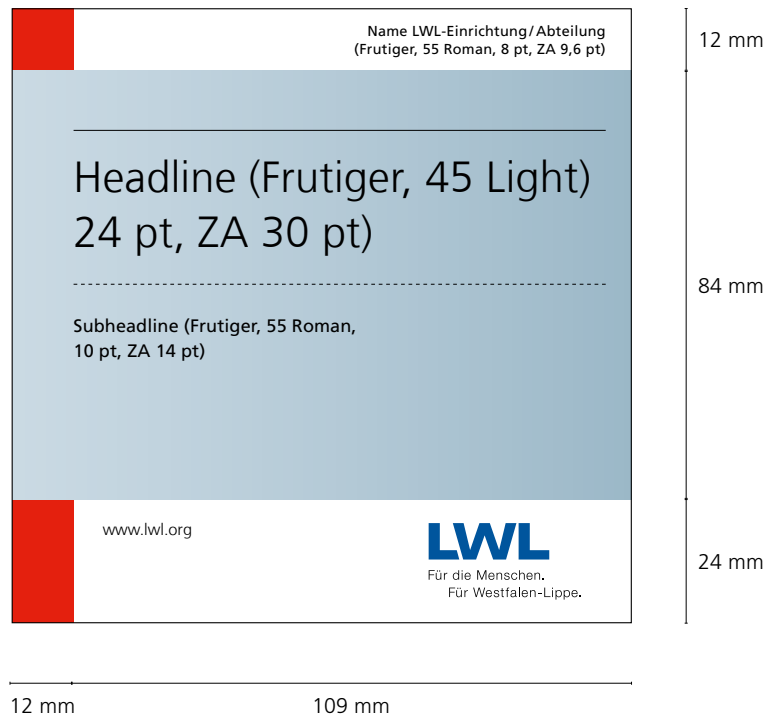 Name LWL-Einrichtung/Abteilung
(Frutiger, 55 Roman, 8 pt, ZA 9,6 pt)
12 mm
Headline (Frutiger, 45 Light)
24 pt, ZA 30 pt)
84 mm
Subheadline (Frutiger, 55 Roman,
10 pt, ZA 14 pt)
www.lwl.org
LWL
Für die Menschen.
Für Westfalen-Lippe.
24 mm
12 mm
109 mm